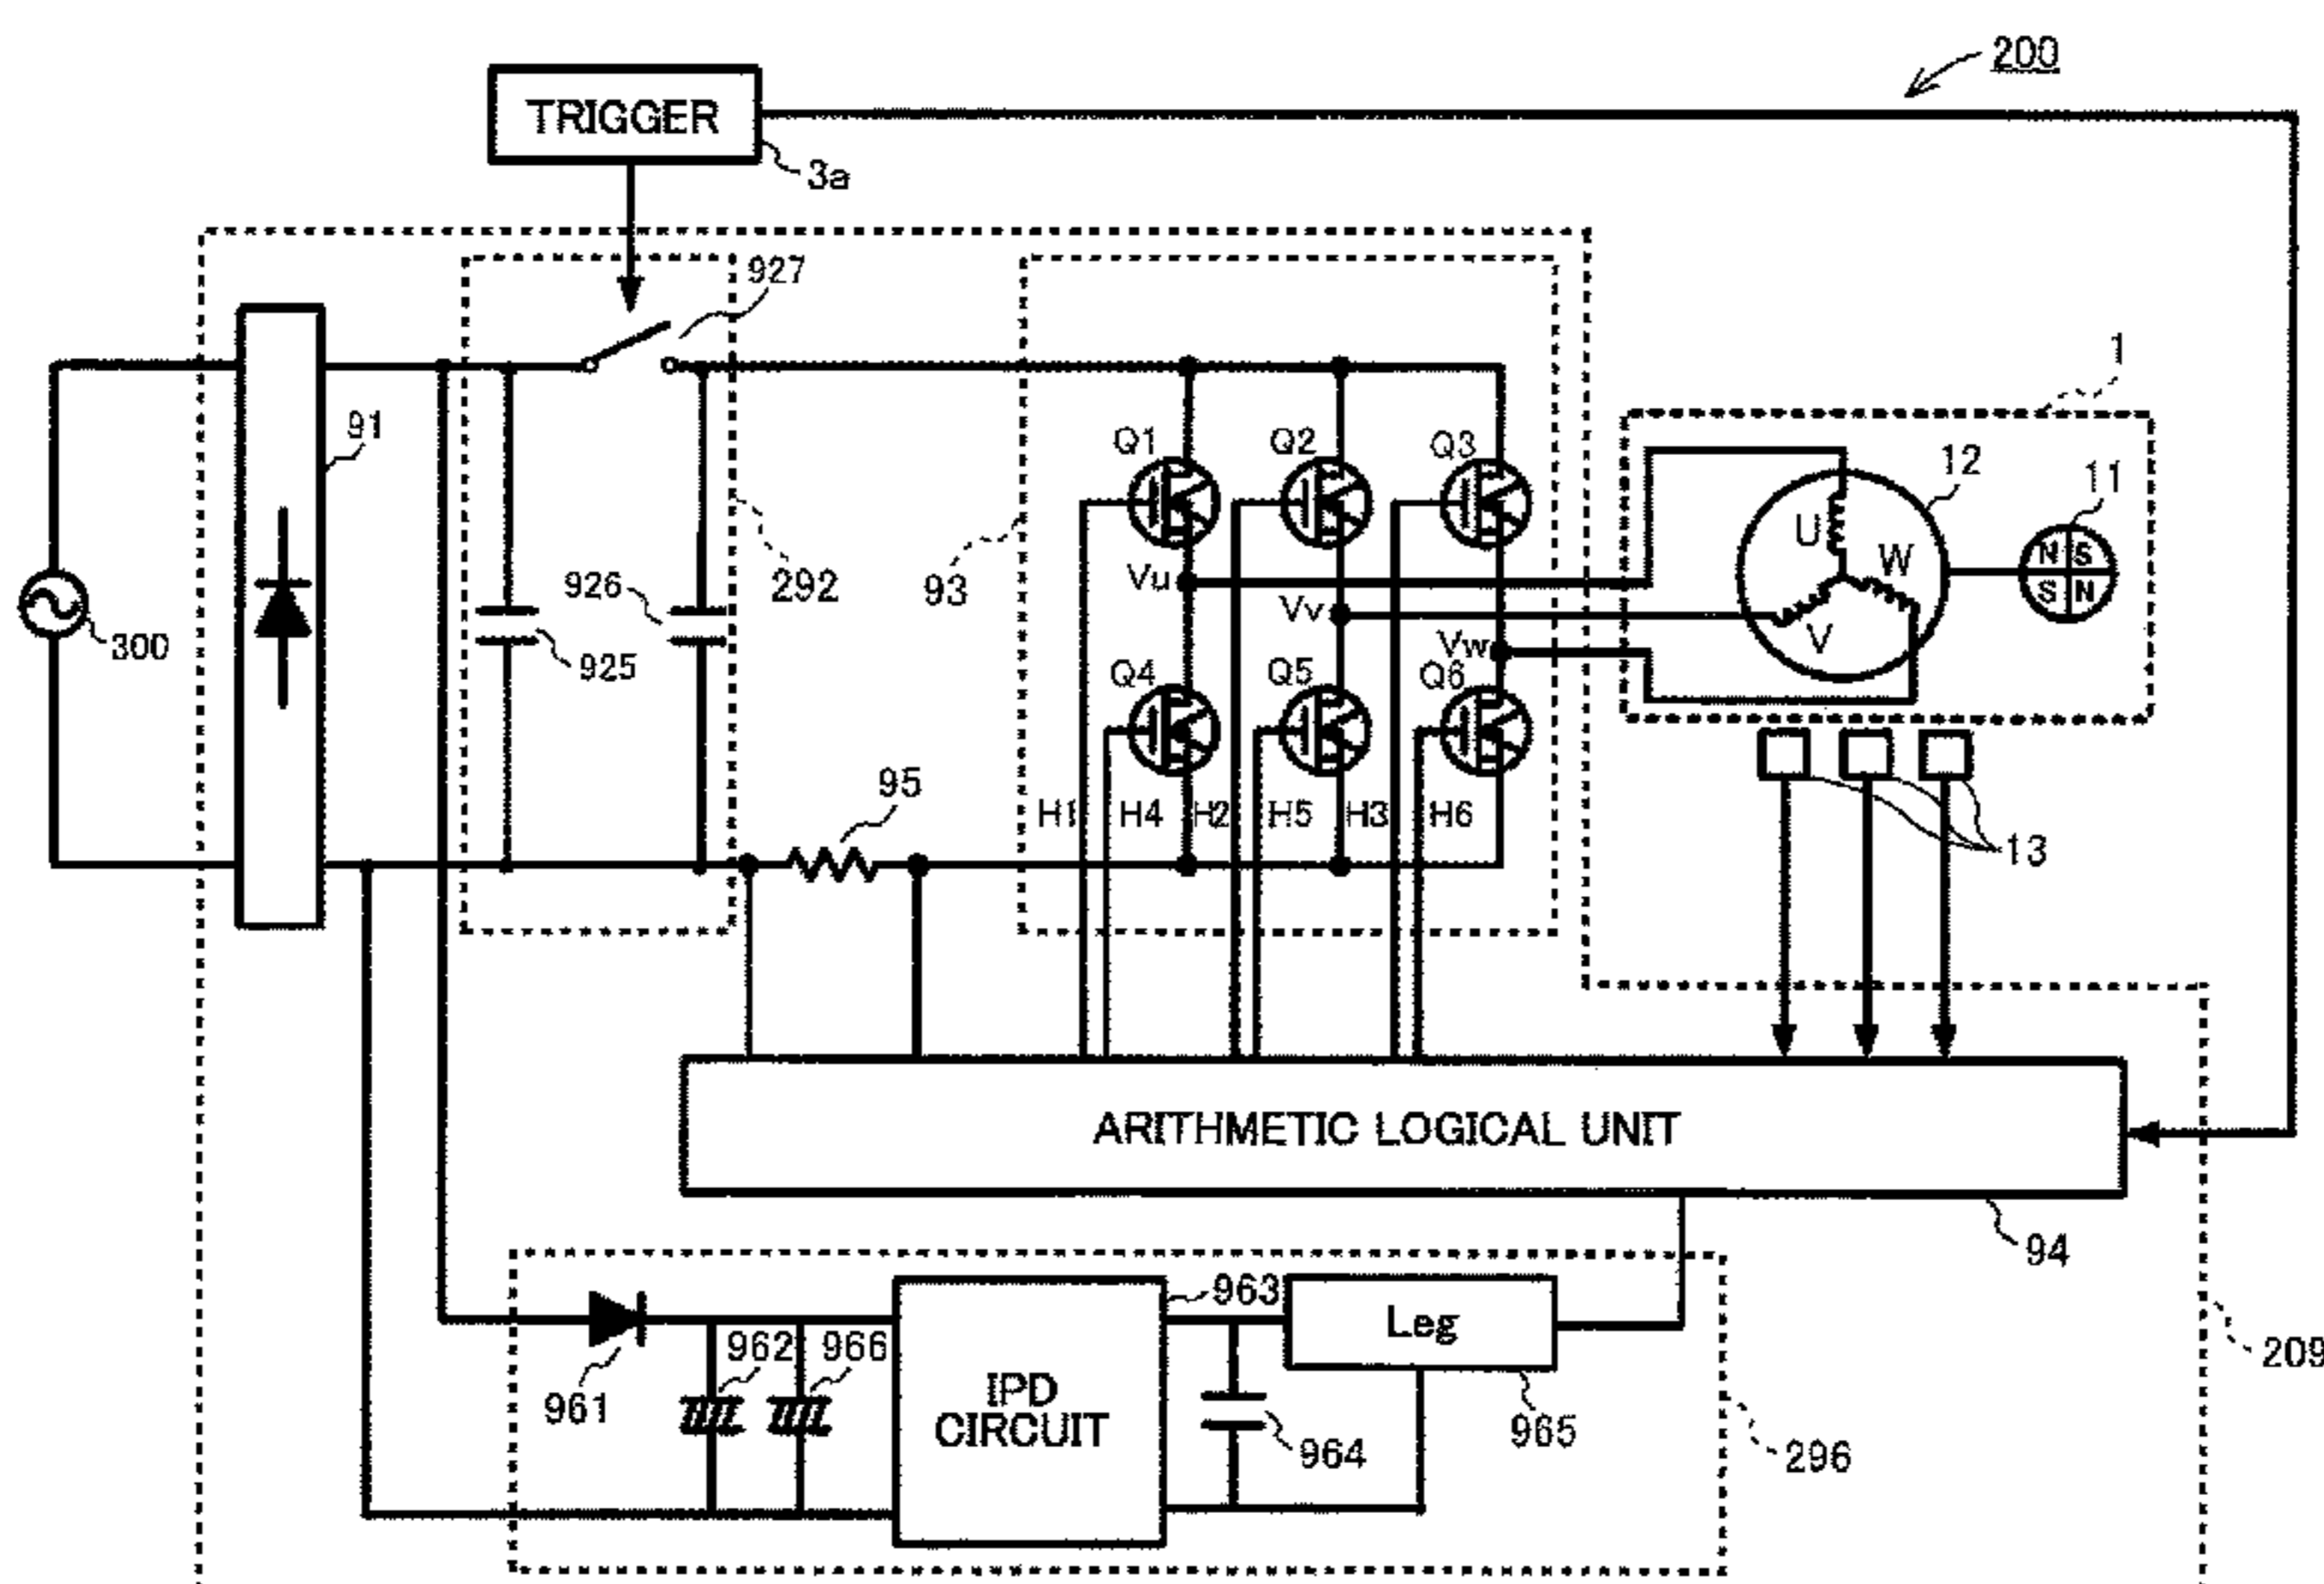 200
TRIGGER
3a
927
1
91
Q1
Q2
Q3
12
11
U
W
N
S
S
N
V
300
925
926
292
93
Vu
Vv
Vw
Q4
Q5
Q6
95
H1
H4
H2
H5
H3
H6
13
ARITHMETIC LOGICAL UNIT
94
963
Leg
962
966
209
961
IPD
CIRCUIT
964
965
296